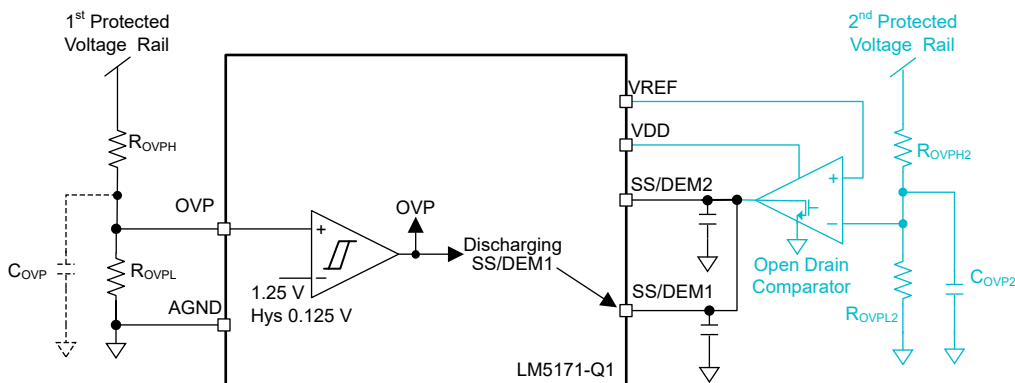 1st Protected
Voltage Rail
2nd Protected
Voltage Rail
VREF
VDD
ROVPH
ROVPH2
SS/DEM2
OVP
OVP
+
−
+
−
Discharging
SS/DEM1
Open Drain
Comparator
COVP
ROVPL
1.25 V
Hys 0.125 V
AGND
SS/DEM1
COVP2
ROVPL2
LM5171-Q1